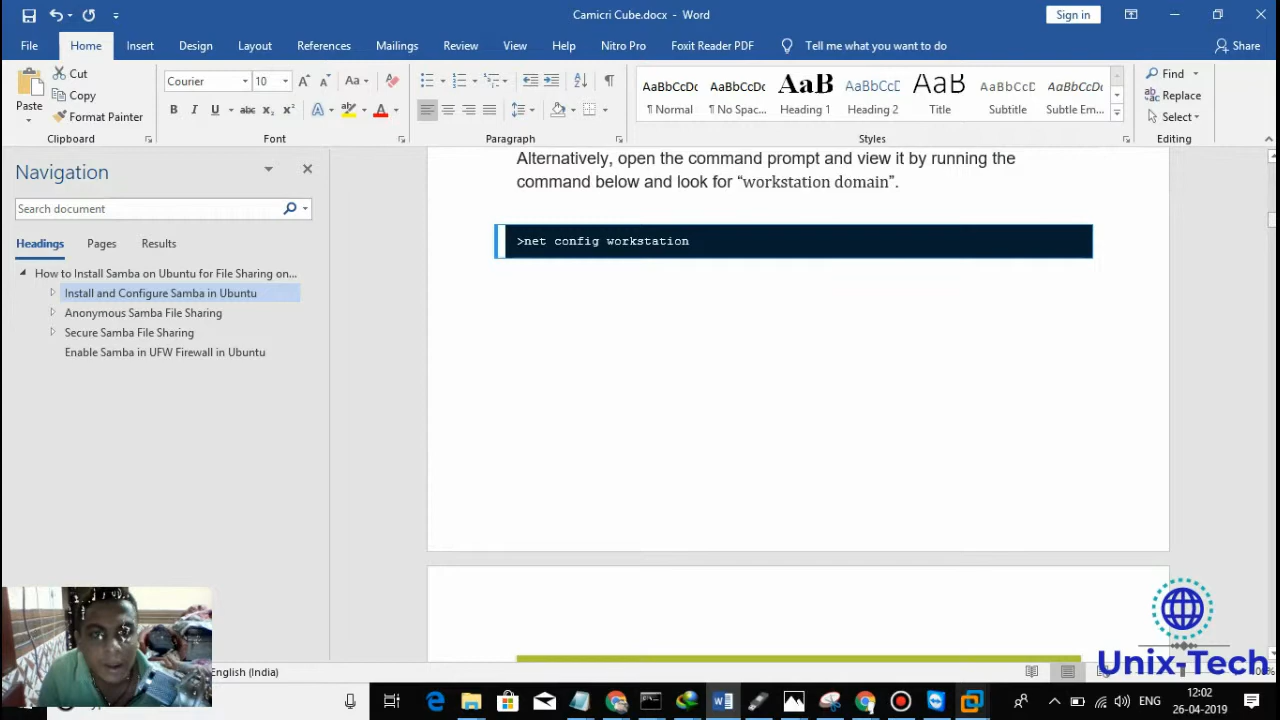 Camicri Cube.docx - Word
Sign in
File Home Insert Design Layout References Mailings Review View Help Nitro Pro Foxit Reader PDF Tell me what you want to do Share
Paste
Cut
Copy
Format Painter
Clipboard
Courier 10
Font
Paragraph
AaBbCcDc AaBbCcDc AaB AaBbCcD AaB AaBbCcD AaBbCcDc
¶ Normal ¶ No Spac... Heading 1 Heading 2 Title Subtitle Subtle Em...
Styles
Find
Replace
Select
Editing
Navigation
Search document
Headings Pages Results
How to Install Samba on Ubuntu for File Sharing on...
Install and Configure Samba in Ubuntu
Anonymous Samba File Sharing
Secure Samba File Sharing
Enable Samba in UFW Firewall in Ubuntu
Alternatively, open the command prompt and view it by running the
command below and look for “workstation domain”.
>net config workstation
Unix-Tech
English (India)
ENG
12:02
26-04-2019